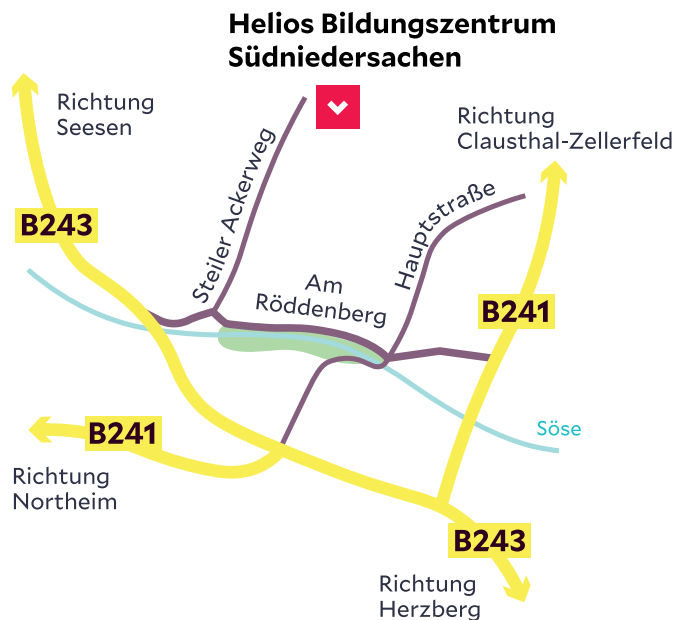 Helios Bildungszentrum
Südniedersachen
Richtung
Seesen
Richtung
Clausthal-Zellerfeld
B243
Steiler Ackerweg
Hauptstraße
Am
Röddenberg
B241
B241
Söse
Richtung
Northeim
B243
Richtung
Herzberg